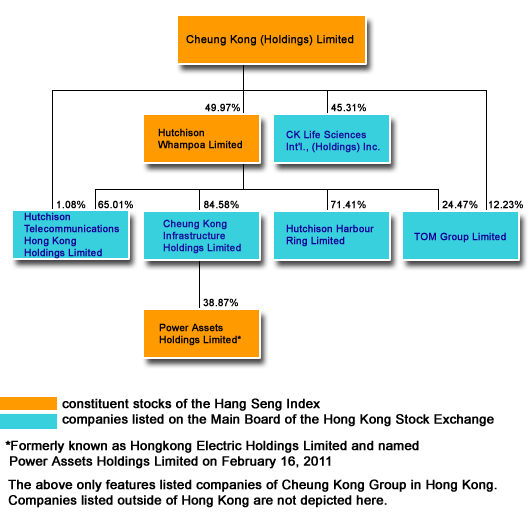 Cheung Kong (Holdings) Limited
49.97%
45.31%
Hutchison
Whampoa Limited
CK Life Sciences
Int'l., (Holdings) Inc.
1.08%
65.01%
84.58%
71.41%
24.47%
12.23%
Hutchison
Telecommunications
Hong Kong
Holdings Limited
Cheung Kong
Infrastructure
Holdings Limited
Hutchison Harbour
Ring Limited
TOM Group Limited
38.87%
Power Assets
Holdings Limited*
constituent stocks of the Hang Seng Index
companies listed on the Main Board of the Hong Kong Stock Exchange
*Formerly known as Hongkong Electric Holdings Limited and named
Power Assets Holdings Limited on February 16, 2011
The above only features listed companies of Cheung Kong Group in Hong Kong.
Companies listed outside of Hong Kong are not depicted here.